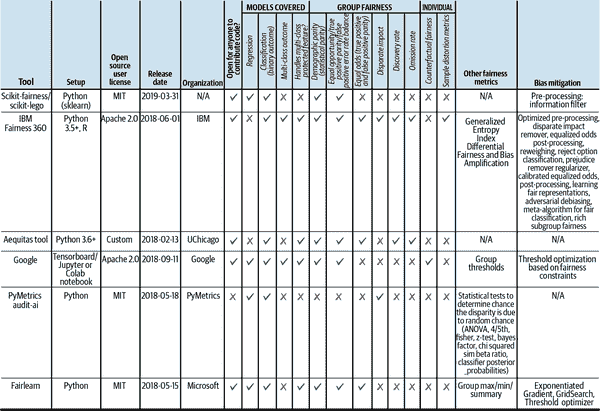 MODELS COVERED
GROUP FAIRNESS
INDIVIDUAL
Tool
Setup
Open
source
user
license
Release
date
Organization
Open for anyone to
contribute code?
Regression
Classification
(binary outcome)
Multi-class outcome
Handles multi-class
protected feature?
Demographic parity
(statistical parity)
Equal opportunity/true
positive parity/false
positive error rate balance
Equal odds (true positive
and false positive parity)
Disparate impact
Discovery rate
Omission rate
Counterfactual fairness
Sample distortion metrics
Other fairness
metrics
Bias mitigation
Scikit-fairness/
scikit-lego
Python
(sklearn)
MIT
2019-03-31
N/A
✓ ✓ ✓ X X ✓ ✓ X X X X X X
N/A
Pre-processing:
information filter
IBM
Fairness 360
Python
3.5+, R
Apache 2.0
2018-06-01
IBM
✓ X ✓ X ✓ ✓ ✓ ✓ ✓ ✓ ✓ X ✓
Generalized
Entropy
Index
Differential
Fairness and Bias
Amplification
Optimized pre-processing,
disparate impact
remover, equalized odds
post-processing,
reweighing, reject option
classification, prejudice
remover regularizer,
calibrated equalized odds,
post-processing, learning
fair representations,
adversarial debiasing,
meta-algorithm for fair
classification, rich
subgroup fairness
Aequitas tool
Python 3.6+
Custom
2018-02-13
UChicago
✓ X ✓ X ✓ ✓ ✓ ✓ X ✓ ✓ X X
N/A
N/A
Google
Tensorboard/
Jupyter or
Colab
notebook
Apache 2.0
2018-09-11
Google
✓ ✓ ✓ ✓ ✓ ✓ ✓ X X X X ✓ X
Group
thresholds
Threshold optimization
based on fairness
constraints
PyMetrics
audit-ai
Python
MIT
2018-05-18
PyMetrics
X ✓ ✓ X X X X X ✓ X X X X
Statistical tests to
determine chance
the disparity is due
to random chance
(ANOVA, 4/5th,
fisher, z-test, bayes
factor, chi squared
sim beta ratio,
classifier posterior
_probabilities)
N/A
Fairlearn
Python
MIT
2018-05-15
Microsoft
✓ ✓ ✓ X ✓ ✓ ✓ ✓ X X X X X
Group max/min/
summary
Exponentiated
Gradient, GridSearch,
Threshold optimizer